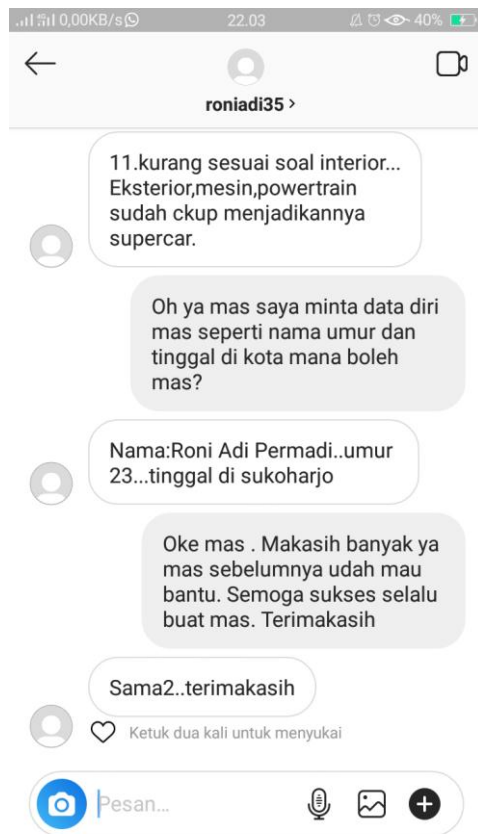 0,00KB/s
22.03
40%
roniadi35 >
11.kurang sesuai soal interior...
Eksterior,mesin,powertrain
sudah ckup menjadikannya
supercar.
Oh ya mas saya minta data diri
mas seperti nama umur dan
tinggal di kota mana boleh
mas?
Nama:Roni Adi Permadi..umur
23...tinggal di sukoharjo
Oke mas . Makasih banyak ya
mas sebelumnya udah mau
bantu. Semoga sukses selalu
buat mas. Terimakasih
Sama2..terimakasih
Ketuk dua kali untuk menyukai
Pesan...